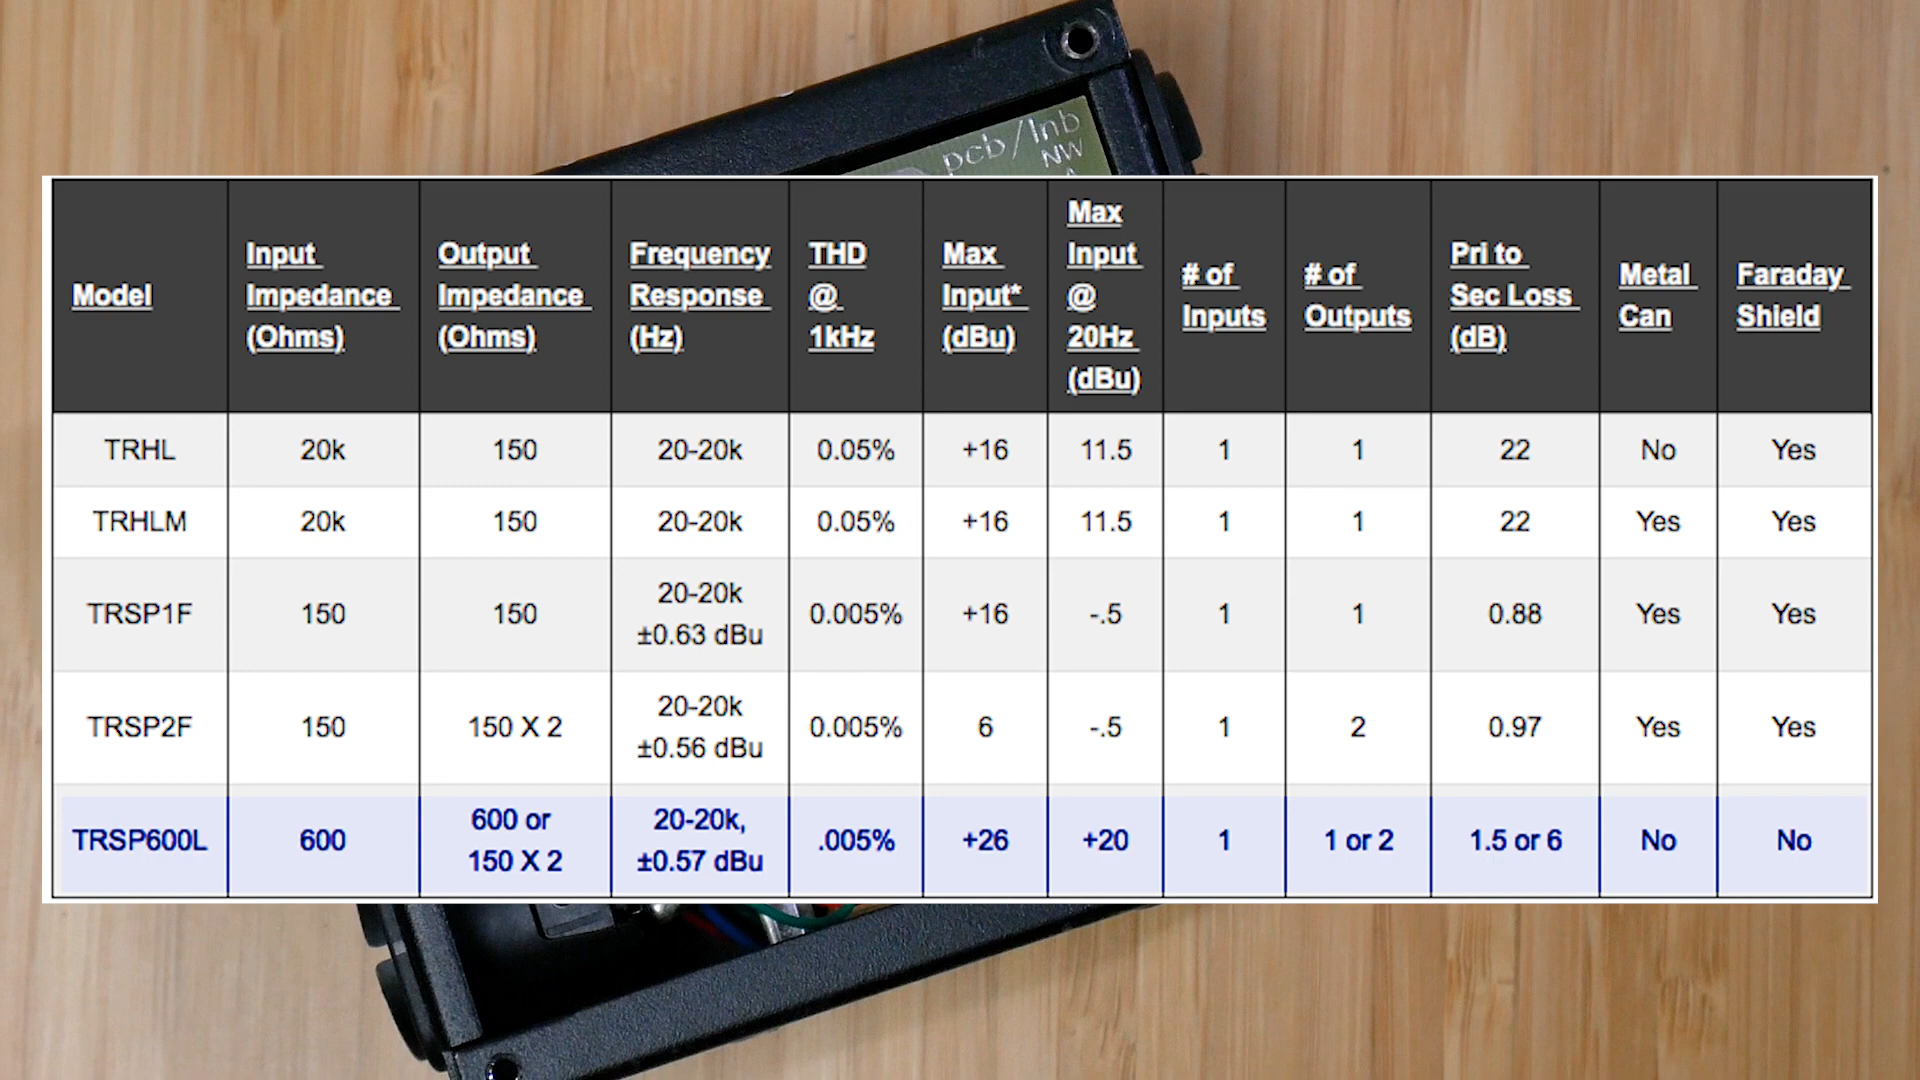 pcb/lnb
NW
Model
Input
Impedance
(Ohms)
Output
Impedance
(Ohms)
Frequency
Response
(Hz)
THD
@
1kHz
Max
Input*
(dBu)
Max
Input
@
20Hz
(dBu)
# of
Inputs
# of
Outputs
Pri to
Sec Loss
(dB)
Metal
Can
Faraday
Shield
TRHL 20k 150 20-20k 0.05% +16 11.5 1 1 22 No Yes
TRHLM 20k 150 20-20k 0.05% +16 11.5 1 1 22 Yes Yes
TRSP1F 150 150
20-20k
±0.63 dBu
0.005% +16 -.5 1 1 0.88 Yes Yes
TRSP2F 150 150 X 2
20-20k
±0.56 dBu
0.005% 6 -.5 1 2 0.97 Yes Yes
TRSP600L 600
600 or
150 X 2
20-20k,
±0.57 dBu
.005% +26 +20 1 1 or 2 1.5 or 6 No No